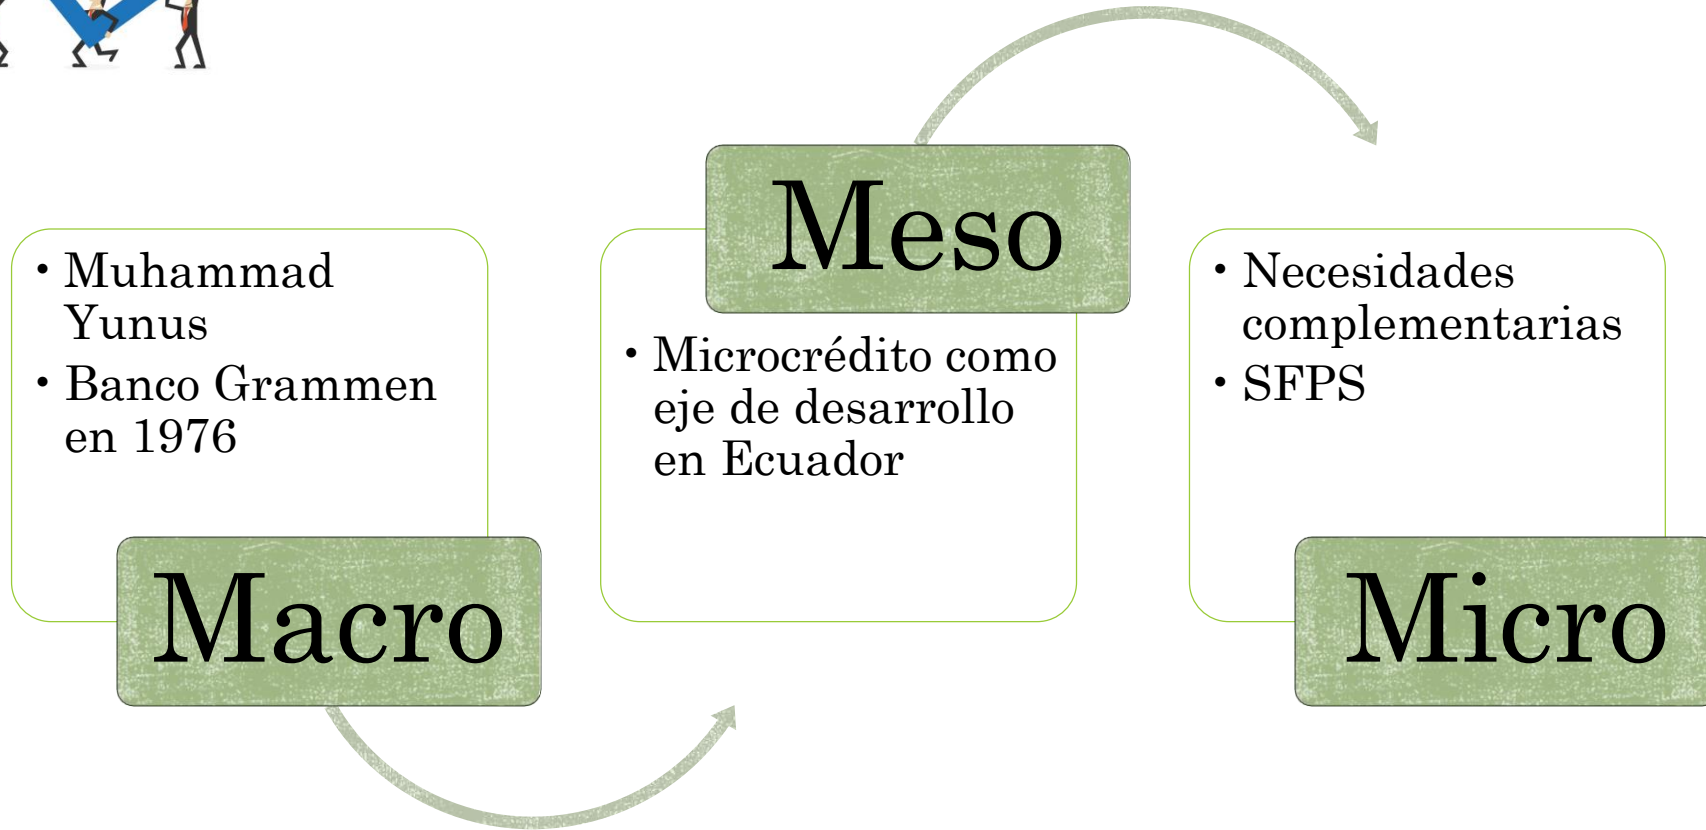 • Muhammad
Yunus
• Banco Grammen
en 1976
Macro
Meso
• Microcrédito como
eje de desarrollo
en Ecuador
• Necesidades
complementarias
• SFPS
Micro